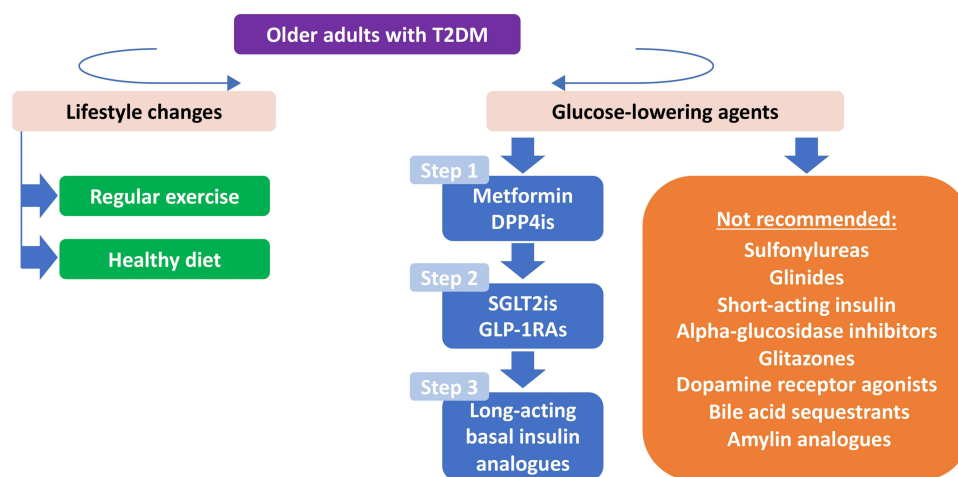 Older adults with T2DM
Lifestyle changes
Regular exercise
Healthy diet
Glucose-lowering agents
Step 1
Metformin
DPP4is
Step 2
SGLT2is
GLP-1RAs
Step 3
Long-acting
basal insulin
analogues
Not recommended:
Sulfonylureas
Glinides
Short-acting insulin
Alpha-glucosidase inhibitors
Glitazones
Dopamine receptor agonists
Bile acid sequestrants
Amylin analogues